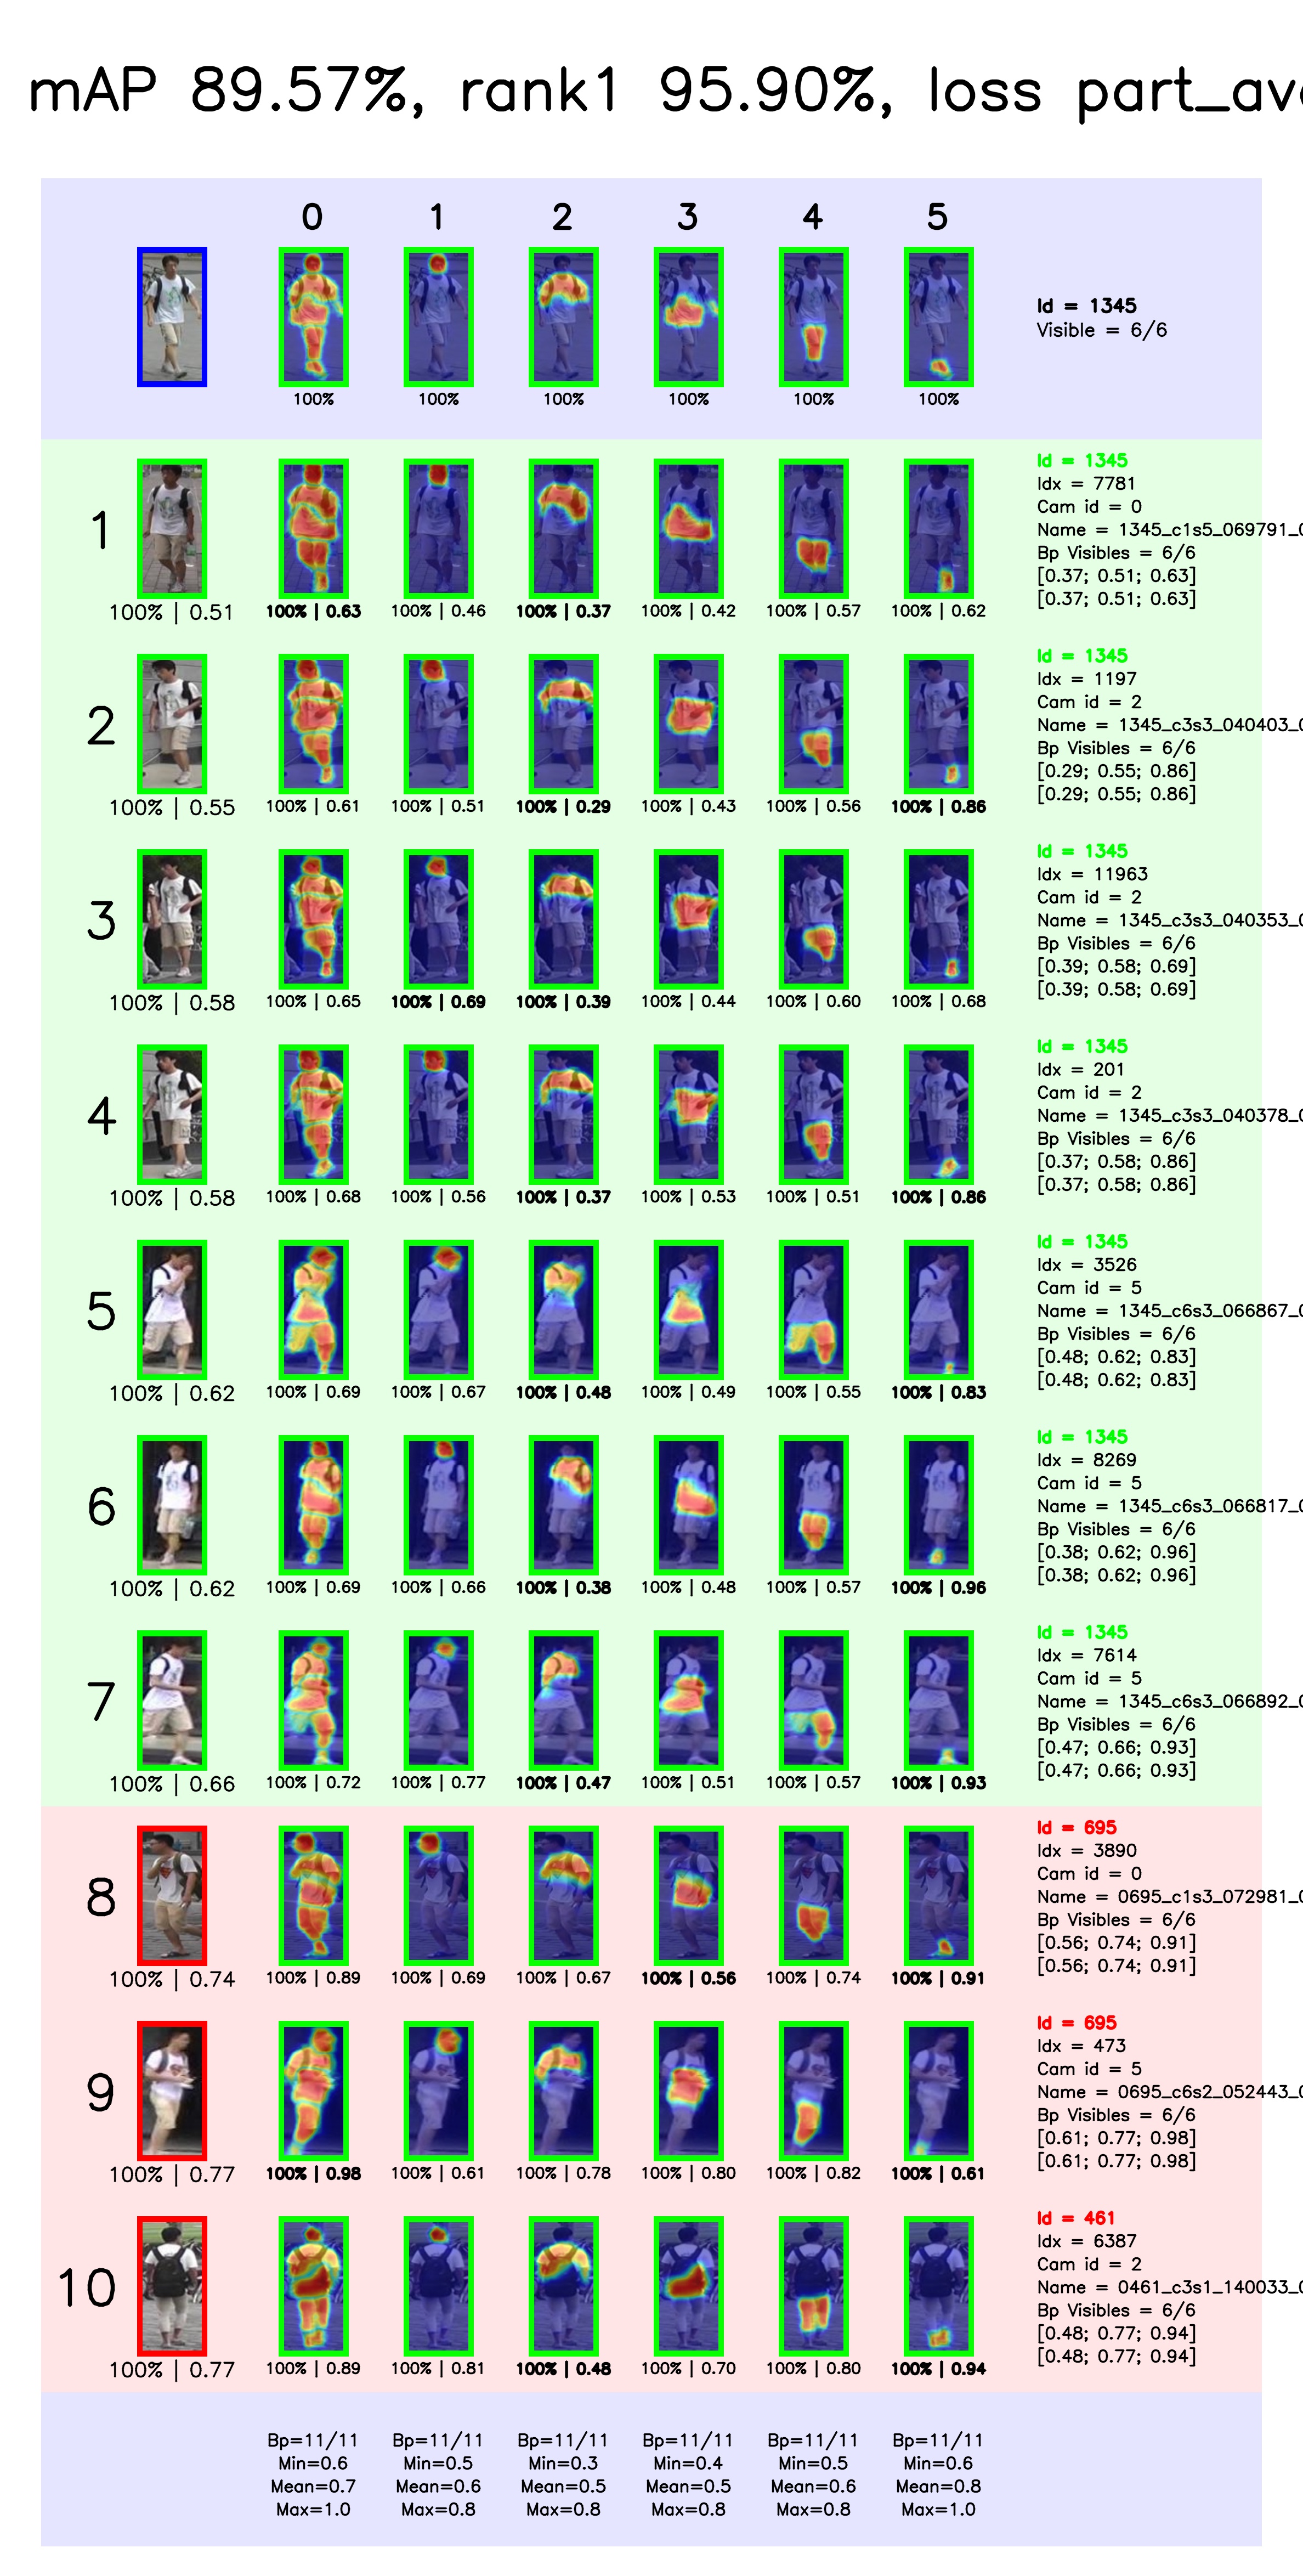 mAP 89.57%, rank1 95.90%, loss part_av
0 1 2 3 4 5
Id = 1345
Visible = 6/6
100% 100% 100% 100% 100% 100%
1
Id = 1345
Idx = 7781
Cam id = 0
Name = 1345_c1s5_069791_0
Bp Visibles = 6/6
[0.37; 0.51; 0.63]
[0.37; 0.51; 0.63]
100% | 0.51 100% | 0.63 100% | 0.46 100% | 0.37 100% | 0.42 100% | 0.57 100% | 0.62
2
Id = 1345
Idx = 1197
Cam id = 2
Name = 1345_c3s3_040403_0
Bp Visibles = 6/6
[0.29; 0.55; 0.86]
[0.29; 0.55; 0.86]
100% | 0.55 100% | 0.61 100% | 0.51 100% | 0.29 100% | 0.43 100% | 0.56 100% | 0.86
3
Id = 1345
Idx = 11963
Cam id = 2
Name = 1345_c3s3_040353_0
Bp Visibles = 6/6
[0.39; 0.58; 0.69]
[0.39; 0.58; 0.69]
100% | 0.58 100% | 0.65 100% | 0.69 100% | 0.39 100% | 0.44 100% | 0.60 100% | 0.68
4
Id = 1345
Idx = 201
Cam id = 2
Name = 1345_c3s3_040378_0
Bp Visibles = 6/6
[0.37; 0.58; 0.86]
[0.37; 0.58; 0.86]
100% | 0.58 100% | 0.68 100% | 0.56 100% | 0.37 100% | 0.53 100% | 0.51 100% | 0.86
5
Id = 1345
Idx = 3526
Cam id = 5
Name = 1345_c6s3_066867_0
Bp Visibles = 6/6
[0.48; 0.62; 0.83]
[0.48; 0.62; 0.83]
100% | 0.62 100% | 0.69 100% | 0.67 100% | 0.48 100% | 0.49 100% | 0.55 100% | 0.83
6
Id = 1345
Idx = 8269
Cam id = 5
Name = 1345_c6s3_066817_0
Bp Visibles = 6/6
[0.38; 0.62; 0.96]
[0.38; 0.62; 0.96]
100% | 0.62 100% | 0.69 100% | 0.66 100% | 0.38 100% | 0.48 100% | 0.57 100% | 0.96
7
Id = 1345
Idx = 7614
Cam id = 5
Name = 1345_c6s3_066892_0
Bp Visibles = 6/6
[0.47; 0.66; 0.93]
[0.47; 0.66; 0.93]
100% | 0.66 100% | 0.72 100% | 0.77 100% | 0.47 100% | 0.51 100% | 0.57 100% | 0.93
8
Id = 695
Idx = 3890
Cam id = 0
Name = 0695_c1s3_072981_0
Bp Visibles = 6/6
[0.56; 0.74; 0.91]
[0.56; 0.74; 0.91]
100% | 0.74 100% | 0.89 100% | 0.69 100% | 0.67 100% | 0.56 100% | 0.74 100% | 0.91
9
Id = 695
Idx = 473
Cam id = 5
Name = 0695_c6s2_052443_0
Bp Visibles = 6/6
[0.61; 0.77; 0.98]
[0.61; 0.77; 0.98]
100% | 0.77 100% | 0.98 100% | 0.61 100% | 0.78 100% | 0.80 100% | 0.82 100% | 0.61
10
Id = 461
Idx = 6387
Cam id = 2
Name = 0461_c3s1_140033_0
Bp Visibles = 6/6
[0.48; 0.77; 0.94]
[0.48; 0.77; 0.94]
100% | 0.77 100% | 0.89 100% | 0.81 100% | 0.48 100% | 0.70 100% | 0.80 100% | 0.94
Bp=11/11 Bp=11/11 Bp=11/11 Bp=11/11 Bp=11/11 Bp=11/11
Min=0.6 Min=0.5 Min=0.3 Min=0.4 Min=0.5 Min=0.6
Mean=0.7 Mean=0.6 Mean=0.5 Mean=0.5 Mean=0.6 Mean=0.8
Max=1.0 Max=0.8 Max=0.8 Max=0.8 Max=0.8 Max=1.0